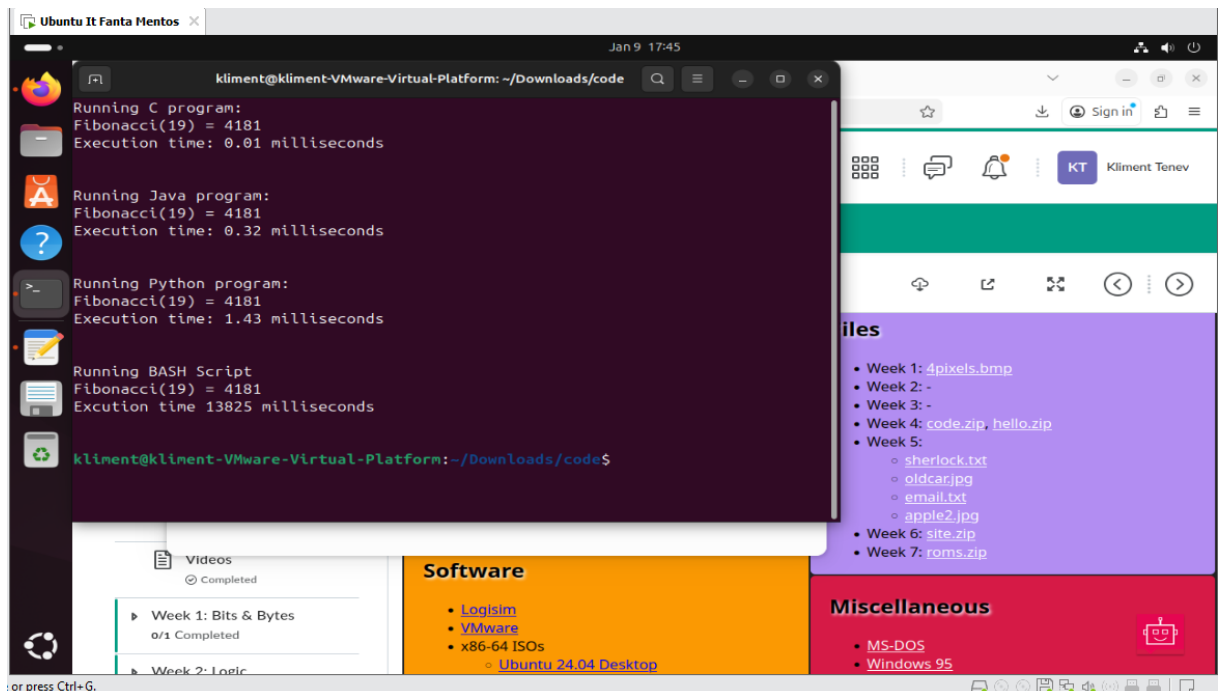 Ubuntu It Fanta Mentos
Jan 9 17:45
kliment@kliment-VMware-Virtual-Platform: ~/Downloads/code
Running C program:
Fibonacci(19) = 4181
Execution time: 0.01 milliseconds
Running Java program:
Fibonacci(19) = 4181
Execution time: 0.32 milliseconds
Running Python program:
Fibonacci(19) = 4181
Execution time: 1.43 milliseconds
Running BASH Script
Fibonacci(19) = 4181
Excution time 13825 milliseconds
kliment@kliment-VMware-Virtual-Platform:~/Downloads/code$
Sign in
KT Kliment Tenev
iles
• Week 1: 4pixels.bmp
• Week 2: -
• Week 3: -
• Week 4: code.zip, hello.zip
• Week 5:
◦ sherlock.txt
◦ oldcar.jpg
◦ email.txt
◦ apple2.jpg
• Week 6: site.zip
• Week 7: roms.zip
Videos
Completed
Week 1: Bits & Bytes
0/1 Completed
Week 2: Logic
Software
• Logisim
• VMware
• x86-64 ISOs
◦ Ubuntu 24.04 Desktop
Miscellaneous
• MS-DOS
• Windows 95
or press Ctrl+G.